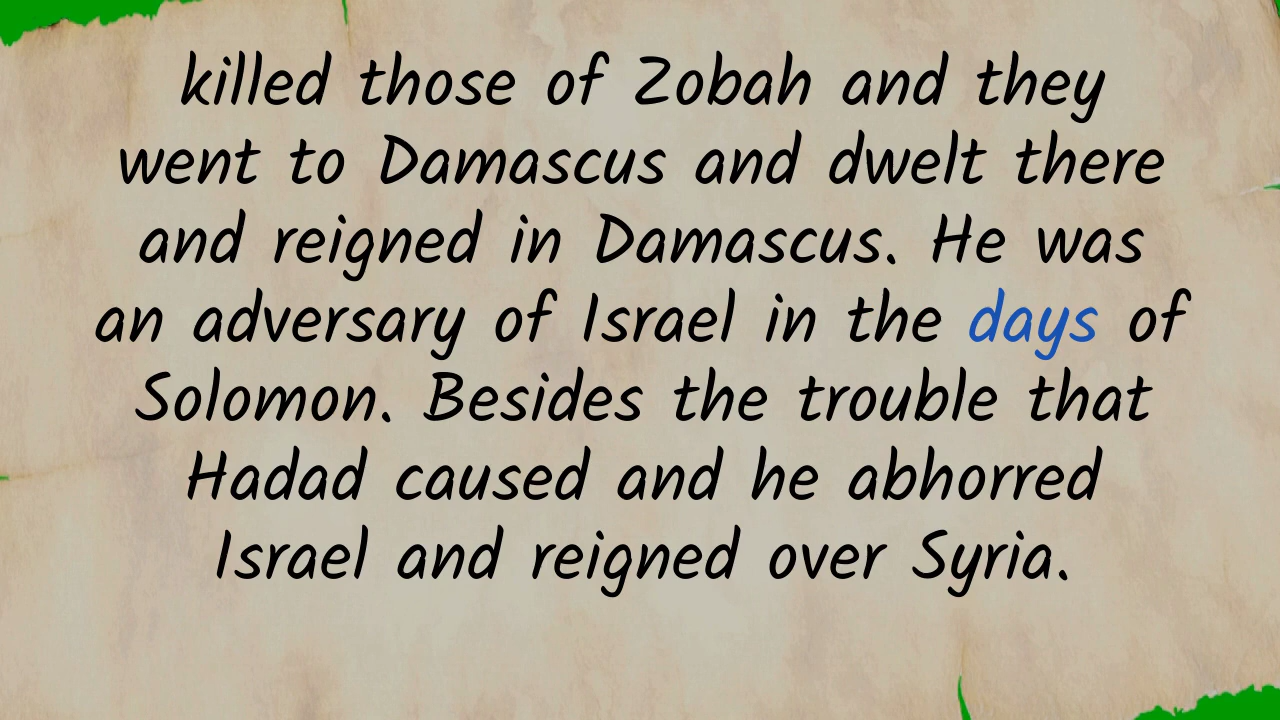 killed those of Zobah and they
went to Damascus and dwelt there
and reigned in Damascus. He was
an adversary of Israel in the days of
Solomon. Besides the trouble that
Hadad caused and he abhorred
Israel and reigned over Syria.